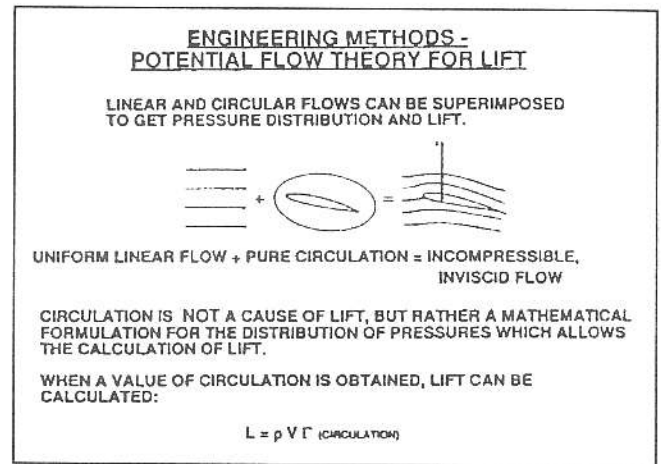 ENGINEERING METHODS -
POTENTIAL FLOW THEORY FOR LIFT
LINEAR AND CIRCULAR FLOWS CAN BE SUPERIMPOSED
TO GET PRESSURE DISTRIBUTION AND LIFT.
+ =
UNIFORM LINEAR FLOW + PURE CIRCULATION = INCOMPRESSIBLE,
INVISCID FLOW
CIRCULATION IS NOT A CAUSE OF LIFT, BUT RATHER A MATHEMATICAL
FORMULATION FOR THE DISTRIBUTION OF PRESSURES WHICH ALLOWS
THE CALCULATION OF LIFT.
WHEN A VALUE OF CIRCULATION IS OBTAINED, LIFT CAN BE
CALCULATED:
L = ρ V Γ (CIRCULATION)